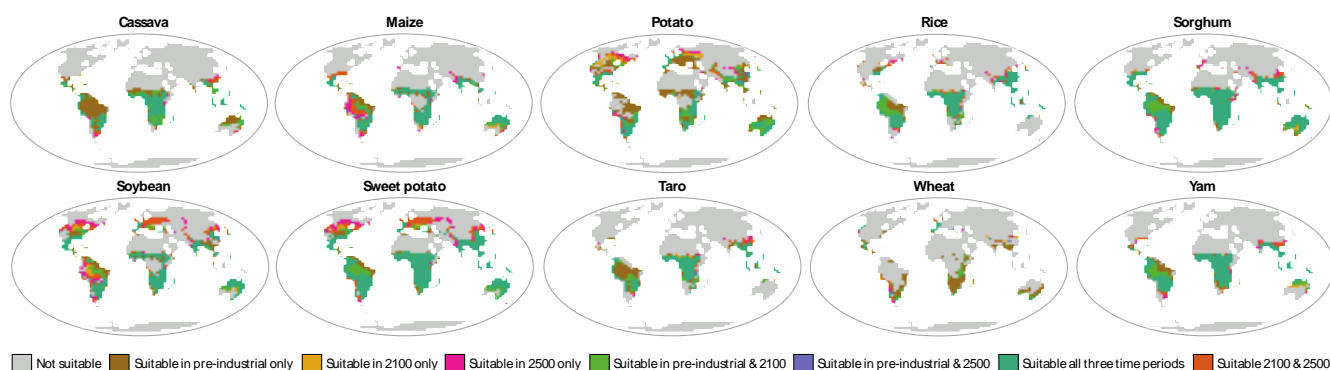 Cassava Maize Potato Rice Sorghum
Soybean Sweet potato Taro Wheat Yam
Not suitable Suitable in pre-industrial only Suitable in 2100 only Suitable in 2500 only Suitable in pre-industrial & 2100 Suitable in pre-industrial & 2500 Suitable all three time periods Suitable 2100 & 2500